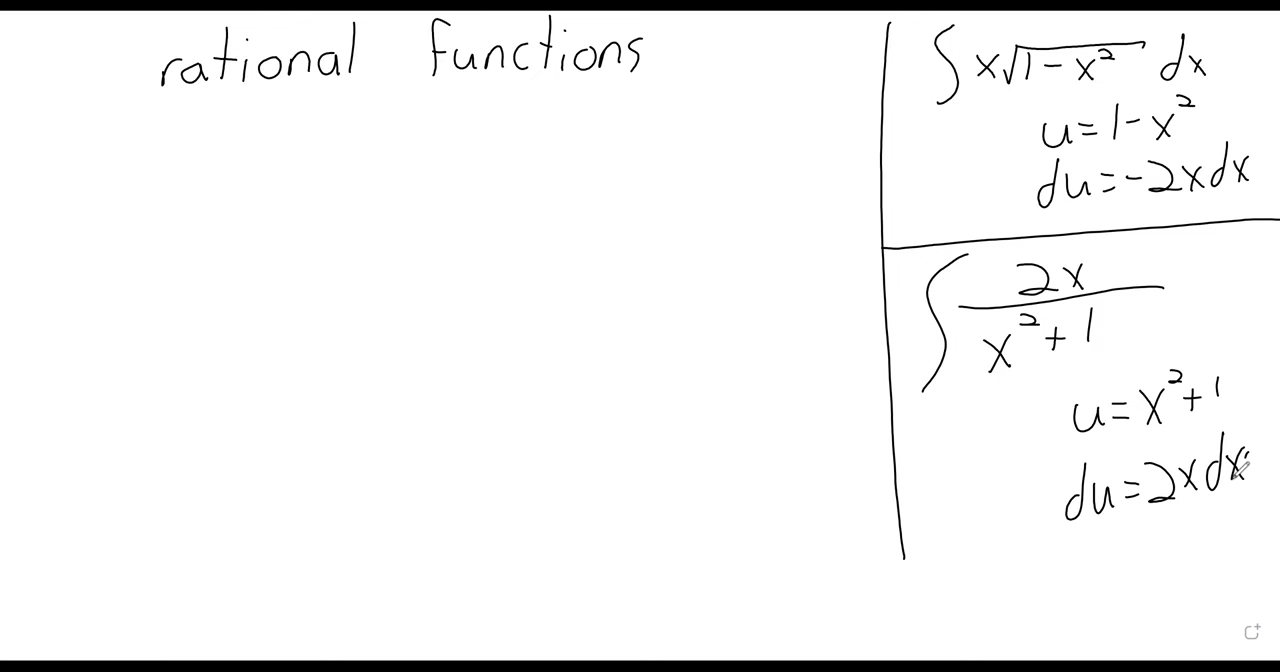 rational functions
∫ x√(1-x²) dx
u=1-x²
du=-2xdx
∫ 2x/(x²+1)
u=x²+1
du=2xdx